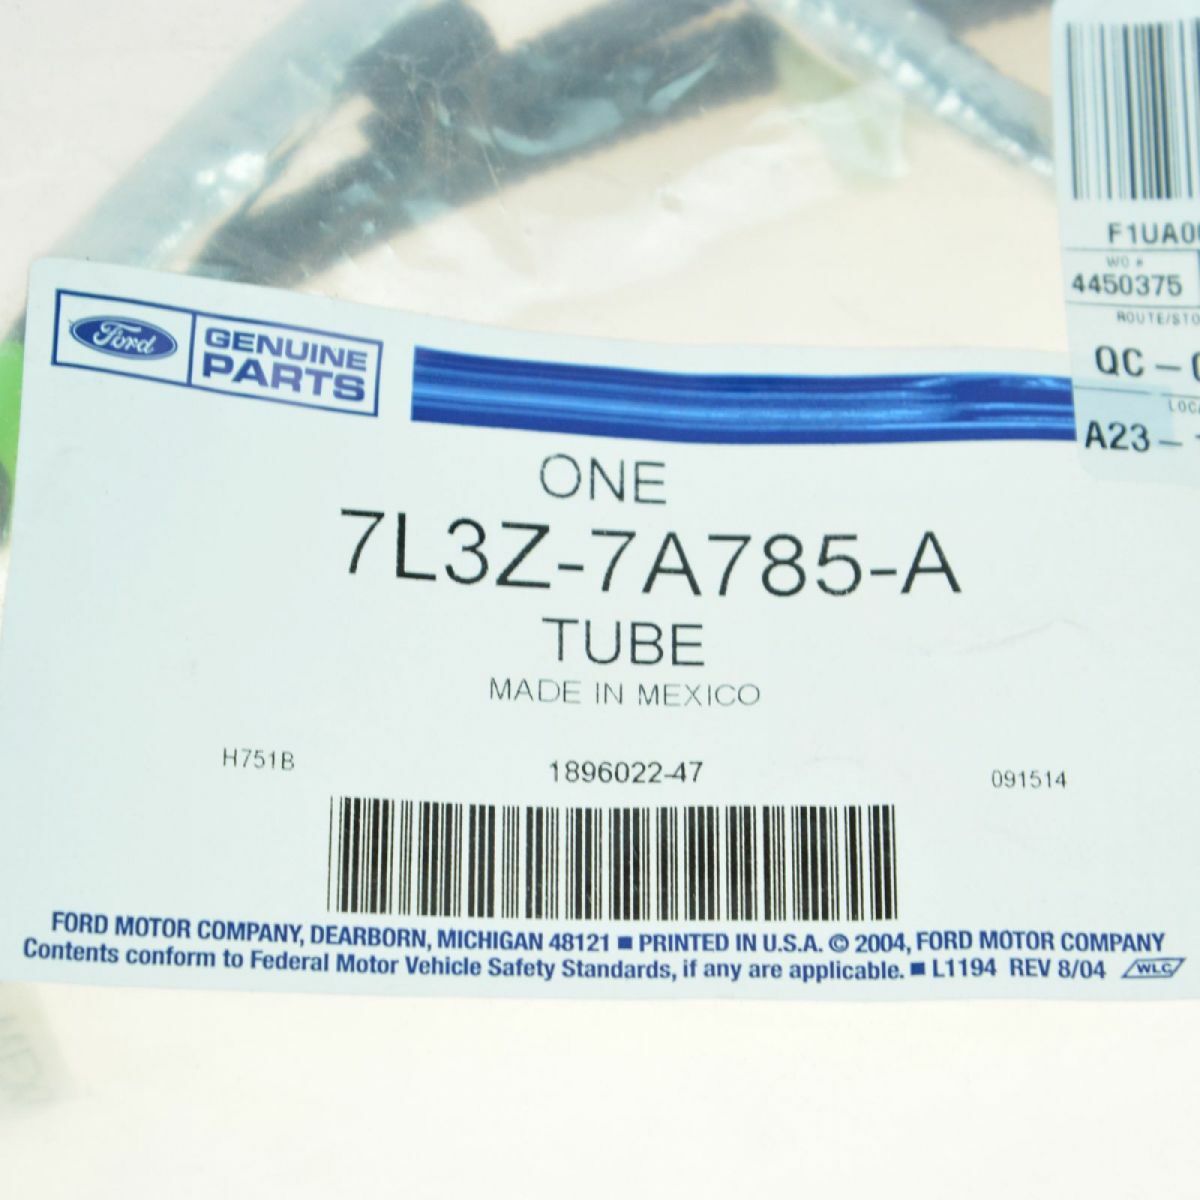 F1UA0
WO #
4450375
ROUTE/STO
QC –
LOCA
A23 –
Ford
GENUINE
PARTS
ONE
7L3Z-7A785-A
TUBE
MADE IN MEXICO
H751B 1896022-47 091514
FORD MOTOR COMPANY, DEARBORN, MICHIGAN 48121 ■ PRINTED IN U.S.A. © 2004, FORD MOTOR COMPANY
Contents conform to Federal Motor Vehicle Safety Standards, if any are applicable. ■ L1194 REV 8/04 WLC